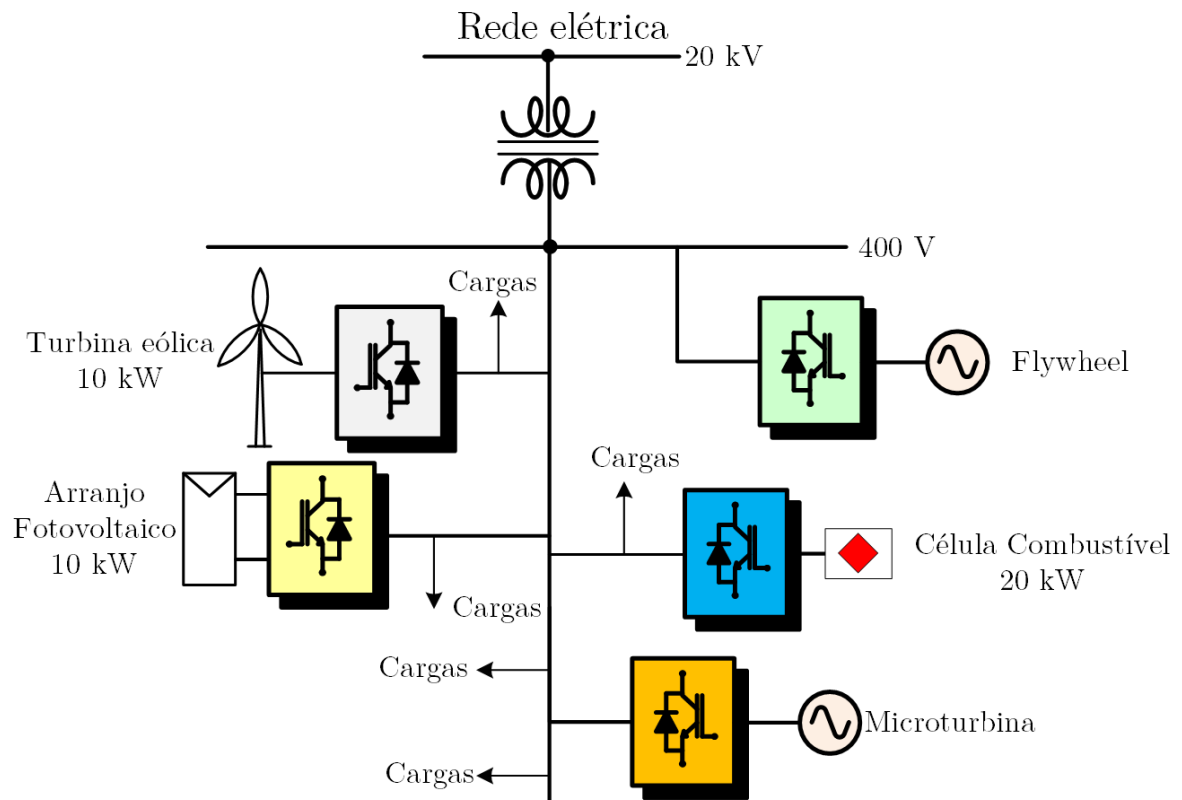 Rede elétrica
20 kV
400 V
Cargas
Turbina eólica
10 kW
Flywheel
Cargas
Arranjo
Fotovoltaico
10 kW
Célula Combustível
20 kW
Cargas
Cargas
Microturbina
Cargas